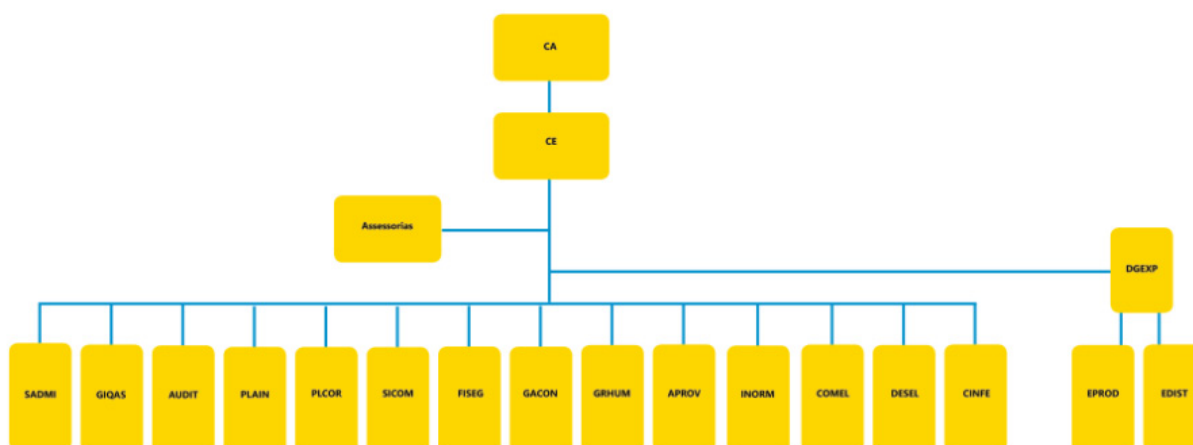 CA
CE
Assessorias
DGEXP
SADMI
GIQAS
AUDIT
PLAIN
PLCOR
SICOM
FISEG
GACON
GRHUM
APROV
INORM
COMEL
DESEL
CINFE
EPROD
EDIST